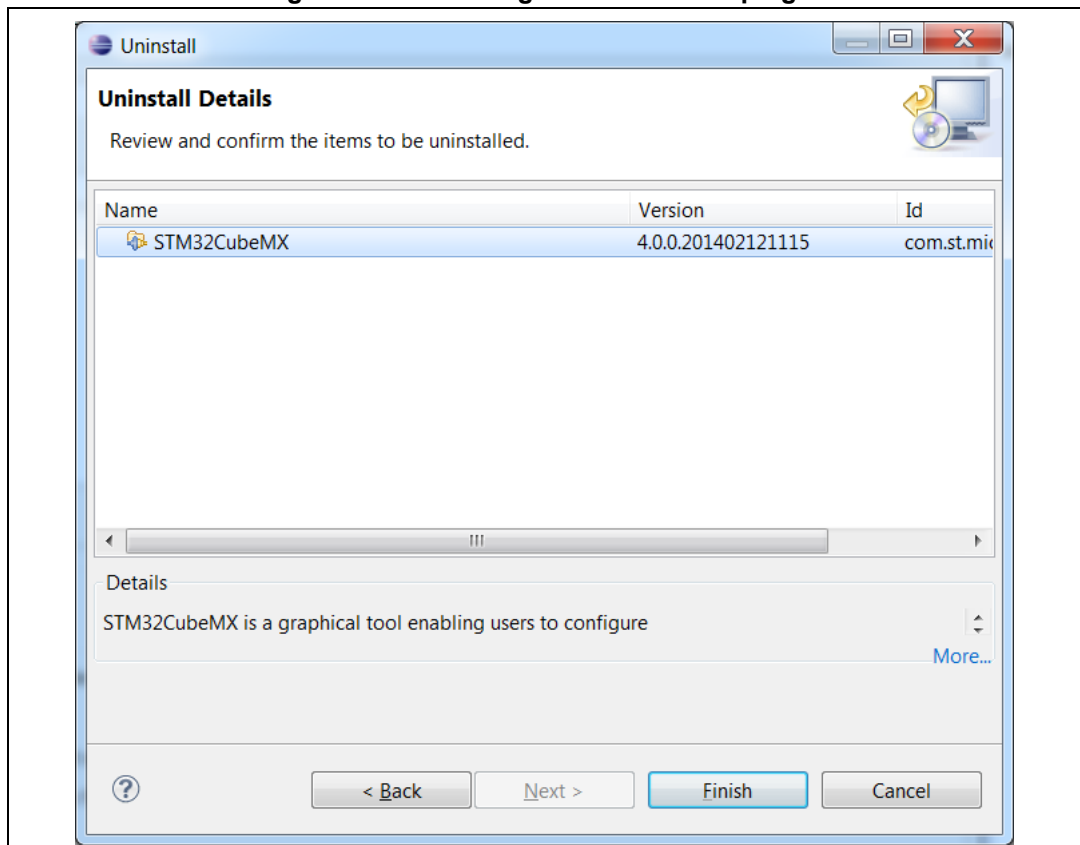 Uninstall
Uninstall Details
Review and confirm the items to be uninstalled.
Name Version Id
STM32CubeMX 4.0.0.201402121115 com.st.mic
Details
STM32CubeMX is a graphical tool enabling users to configure
More...
< Back Next > Finish Cancel